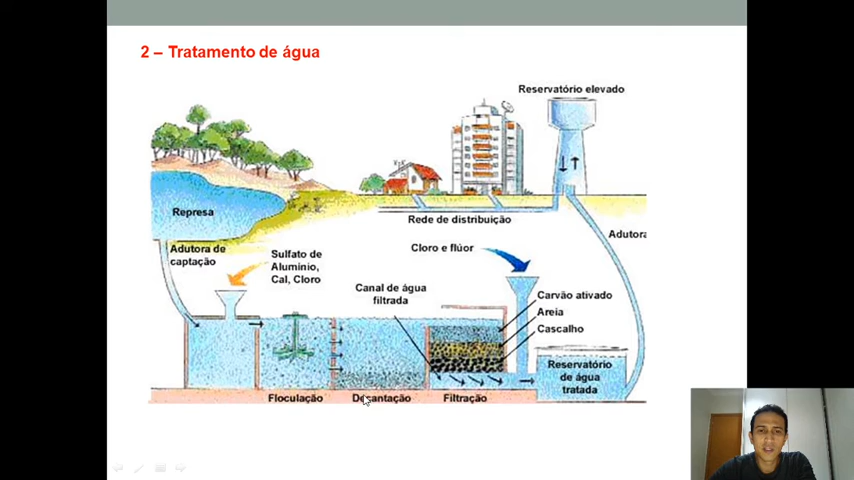 2 – Tratamento de água
Reservatório elevado
Represa
Rede de distribuição
Adutora
Adutora de
captação
Sulfato de
Alumínio,
Cal, Cloro
Cloro e flúor
Canal de água
filtrada
Carvão ativado
Areia
Cascalho
Reservatório
de água
tratada
Floculação
Decantação
Filtração